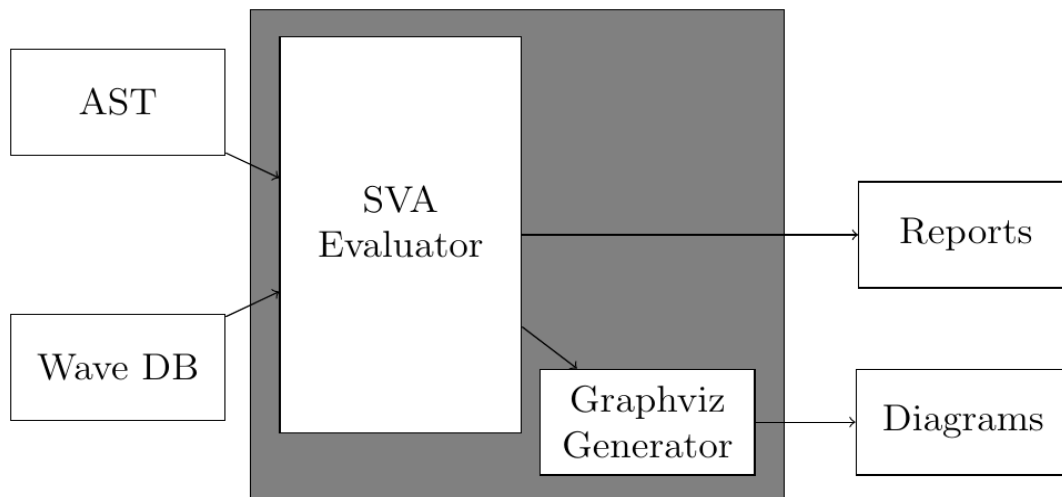 AST
SVA
Evaluator
Reports
Wave DB
Graphviz
Generator
Diagrams